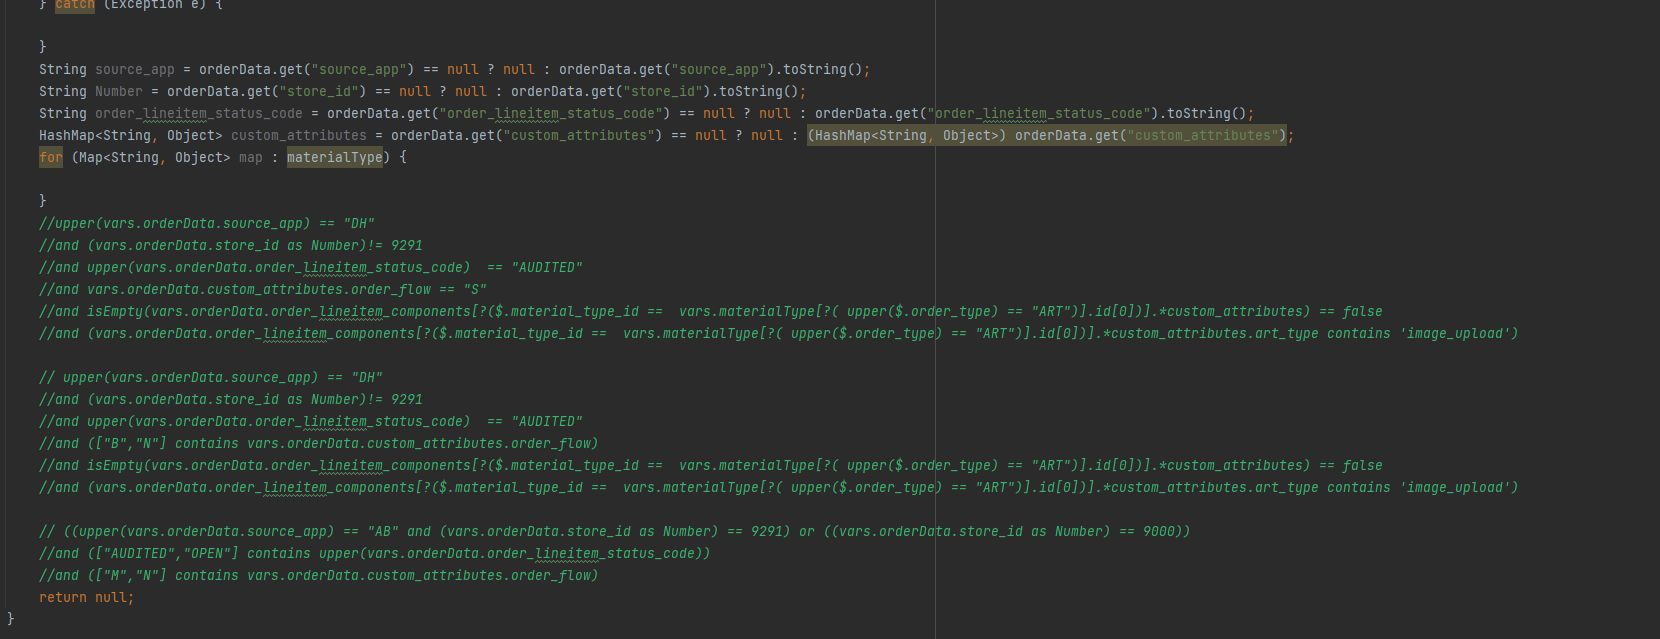 } catch (Exception e) {
}
String source_app = orderData.get("source_app") == null ? null : orderData.get("source_app").toString();
String Number = orderData.get("store_id") == null ? null : orderData.get("store_id").toString();
String order_lineitem_status_code = orderData.get("order_lineitem_status_code") == null ? null : orderData.get("order_lineitem_status_code").toString();
HashMap<String, Object> custom_attributes = orderData.get("custom_attributes") == null ? null : (HashMap<String, Object>) orderData.get("custom_attributes");
for (Map<String, Object> map : materialType) {
}
//upper(vars.orderData.source_app) == "DH"
//and (vars.orderData.store_id as Number)!= 9291
//and upper(vars.orderData.order_lineitem_status_code)  == "AUDITED"
//and vars.orderData.custom_attributes.order_flow == "S"
//and isEmpty(vars.orderData.order_lineitem_components[?($.material_type_id ==  vars.materialType[?( upper($.order_type) == "ART")].id[0])].*custom_attributes) == false
//and (vars.orderData.order_lineitem_components[?($.material_type_id ==  vars.materialType[?( upper($.order_type) == "ART")].id[0])].*custom_attributes.art_type contains 'image_upload')
// upper(vars.orderData.source_app) == "DH"
//and (vars.orderData.store_id as Number)!= 9291
//and upper(vars.orderData.order_lineitem_status_code)  == "AUDITED"
//and (["B","N"] contains vars.orderData.custom_attributes.order_flow)
//and isEmpty(vars.orderData.order_lineitem_components[?($.material_type_id ==  vars.materialType[?( upper($.order_type) == "ART")].id[0])].*custom_attributes) == false
//and (vars.orderData.order_lineitem_components[?($.material_type_id ==  vars.materialType[?( upper($.order_type) == "ART")].id[0])].*custom_attributes.art_type contains 'image_upload')
// ((upper(vars.orderData.source_app) == "AB" and (vars.orderData.store_id as Number) == 9291) or ((vars.orderData.store_id as Number) == 9000))
//and (["AUDITED","OPEN"] contains upper(vars.orderData.order_lineitem_status_code))
//and (["M","N"] contains vars.orderData.custom_attributes.order_flow)
return null;
}